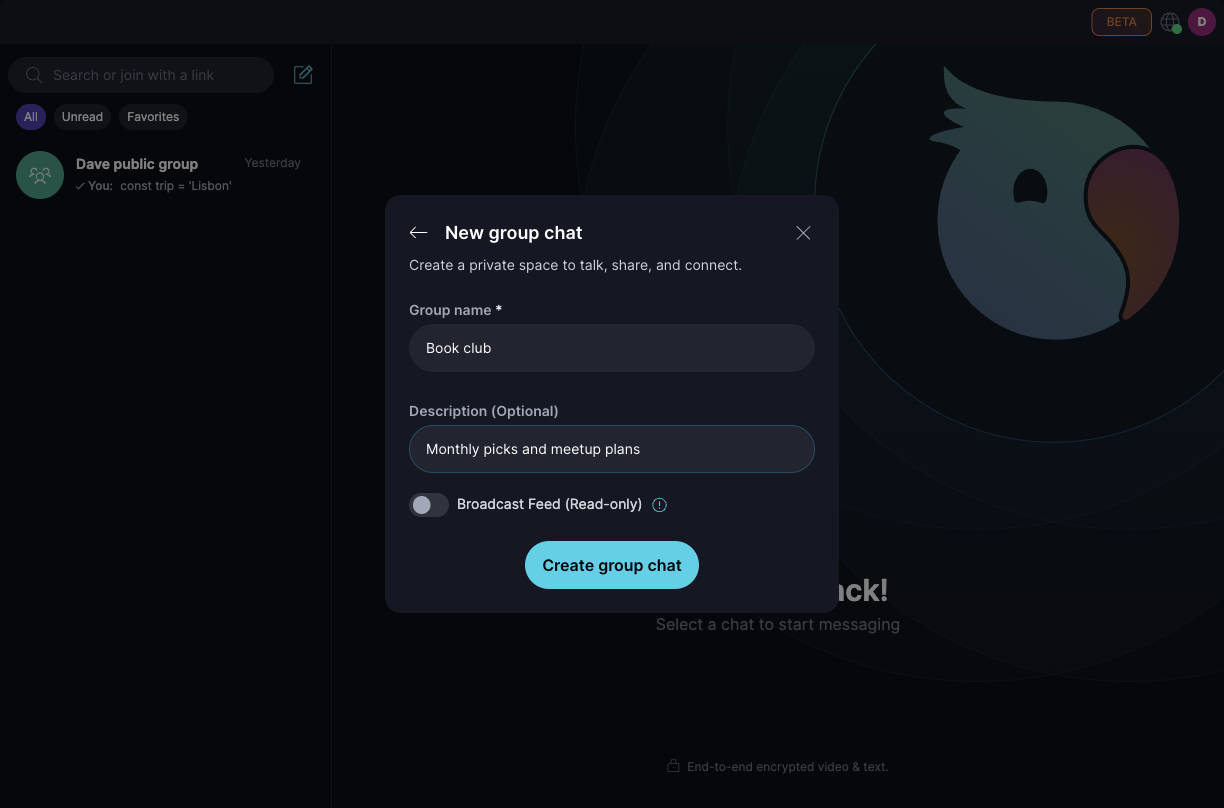 BETA
D
Search or join with a link
All
Unread
Favorites
Dave public group
Yesterday
You: const trip = 'Lisbon'
New group chat
Create a private space to talk, share, and connect.
Group name *
Book club
Description (Optional)
Monthly picks and meetup plans
Broadcast Feed (Read-only)
Create group chat
ack!
Select a chat to start messaging
End-to-end encrypted video & text.